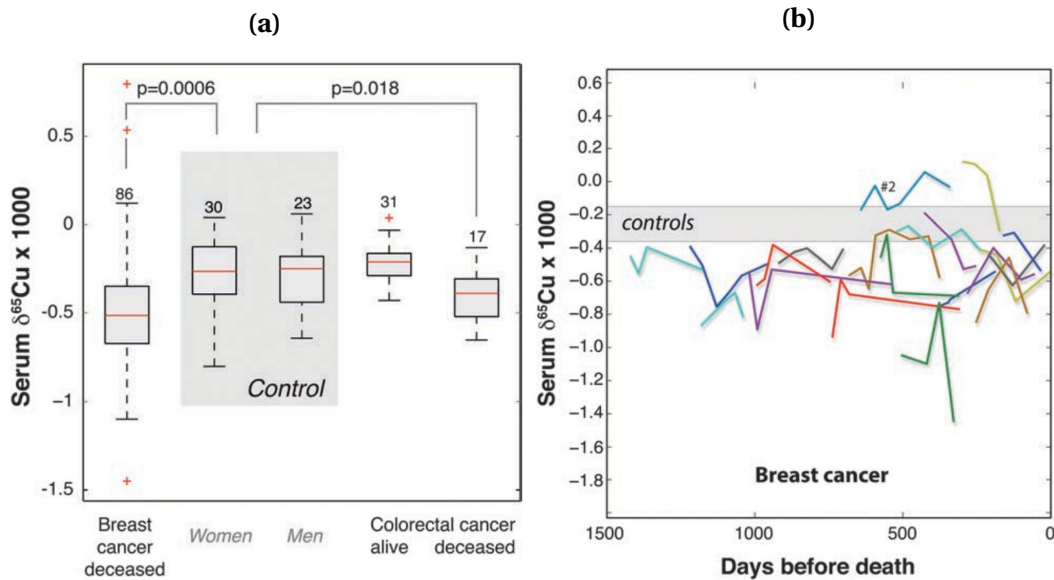 (a)
p=0.0006
p=0.018
86
30
23
31
17
Control
0.5
0
-0.5
−1
-1.5
Serum δ⁶⁵Cu x 1000
Breast
cancer
deceased
Women
Men
Colorectal cancer
alive
deceased
(b)
0.6
0.4
0.2
0.0
−0.2
−0.4
−0.6
−0.8
−1.0
−1.2
−1.4
−1.6
−1.8
Serum δ⁶⁵Cu x 1000
#2
controls
Breast cancer
1500
1000
500
0
Days before death